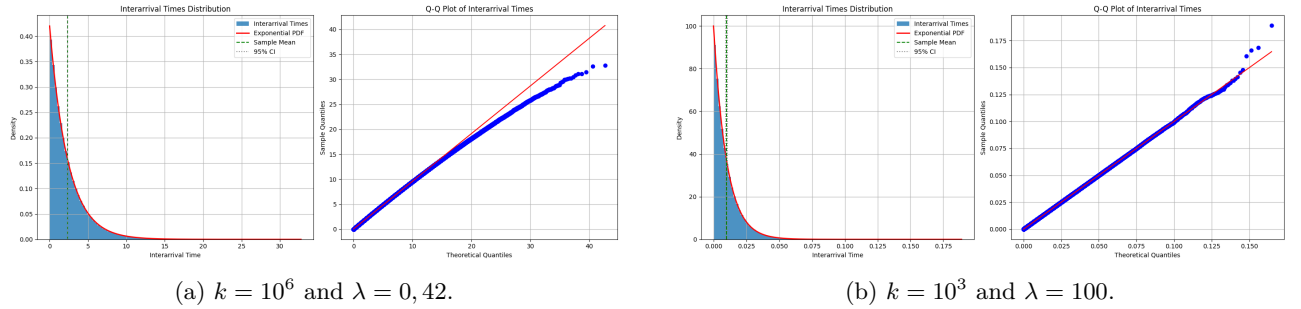 Interarrival Times Distribution
Interarrival Times
Exponential PDF
Sample Mean
95% CI
Density
0.40
0.35
0.30
0.25
0.20
0.15
0.10
0.05
0.00
0 5 10 15 20 25 30
Interarrival Time
Q-Q Plot of Interarrival Times
Sample Quantiles
40
35
30
25
20
15
10
5
0
0 10 20 30 40
Theoretical Quantiles
(a) k = 10⁶ and λ = 0, 42.
Interarrival Times Distribution
Interarrival Times
Exponential PDF
Sample Mean
95% CI
Density
100
80
60
40
20
0
0.000 0.025 0.050 0.075 0.100 0.125 0.150 0.175
Interarrival Time
Q-Q Plot of Interarrival Times
Sample Quantiles
0.175
0.150
0.125
0.100
0.075
0.050
0.025
0.000
0.000 0.025 0.050 0.075 0.100 0.125 0.150
Theoretical Quantiles
(b) k = 10³ and λ = 100.